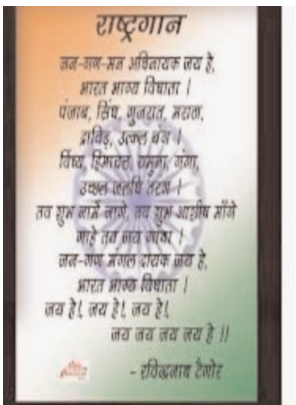 राष्ट्रगान
जन-गण-मन अधिनायक जय हे,
भारत भाग्य विधाता ।
पंजाब, सिंध, गुजरात, मराठा,
द्राविड़, उत्कल बंग ।
विंध्य, हिमाचल, यमुना, गंगा,
उच्छल जलधि तरंग ।
तव शुभ नामें जागे, तव शुभ आशीष माँगे
गाहे तव जय गाथा ।
जन-गण मंगल दायक जय हे,
भारत भाग्य विधाता ।
जय हे!, जय हे!, जय हे!,
जय जय जय जय हे !!
- रविन्द्रनाथ टैगोर